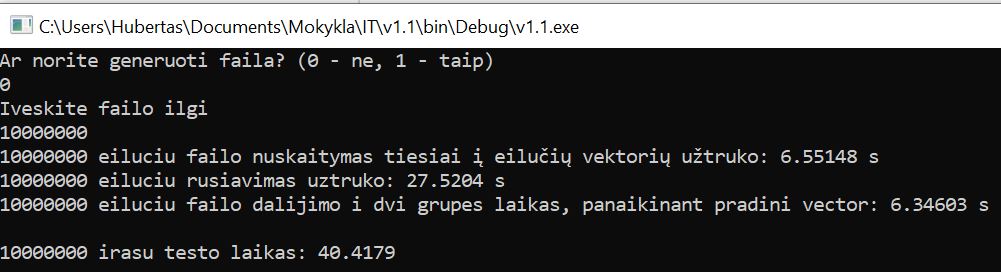 C:\Users\Hubertas\Documents\Mokykla\IT\v1.1\bin\Debug\v1.1.exe
Ar norite generuoti faila? (0 - ne, 1 - taip)
0
Iveskite failo ilgi
10000000
10000000 eiluciu failo nuskaitymas tiesiai į eilučių vektorių užtruko: 6.55148 s
10000000 eiluciu rusiavimas uztruko: 27.5204 s
10000000 eiluciu failo dalijimo i dvi grupes laikas, panaikinant pradini vector: 6.34603 s
10000000 irasu testo laikas: 40.4179